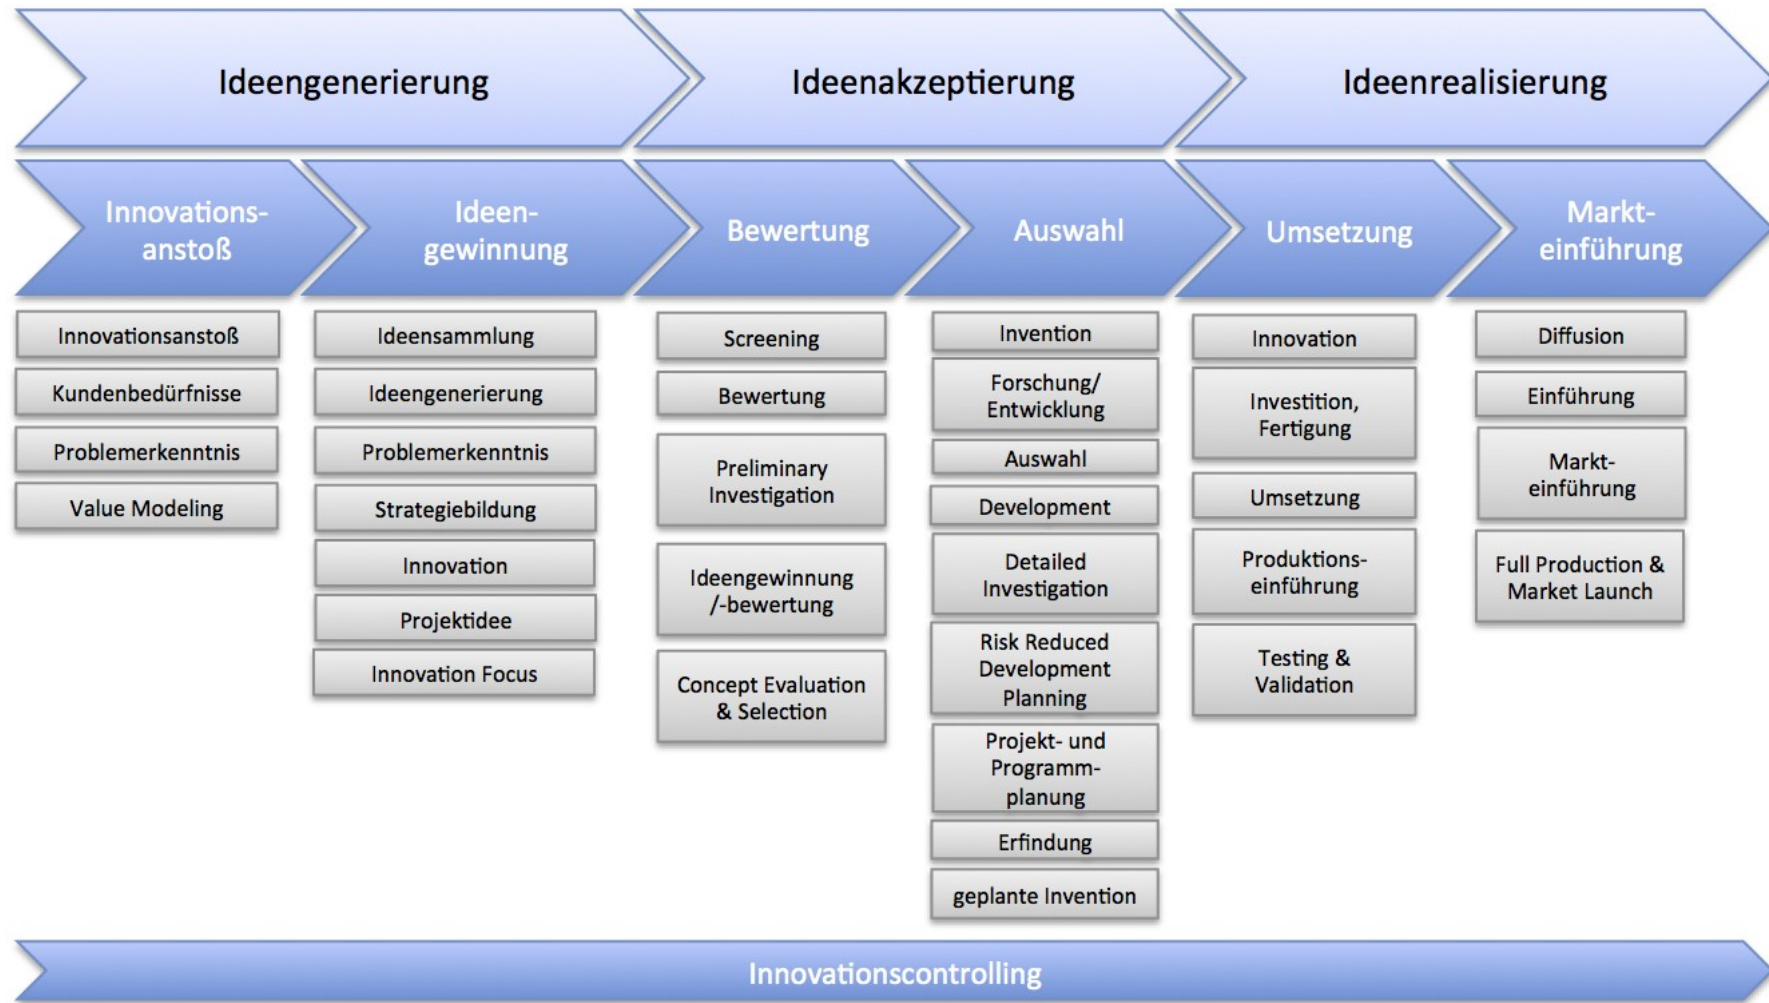 Ideengenerierung
Ideenakzeptierung
Ideenrealisierung
Innovations-
anstoß
Ideen-
gewinnung
Bewertung
Auswahl
Umsetzung
Markt-
einführung
Innovationsanstoß
Kundenbedürfnisse
Problemerkenntnis
Value Modeling
Ideensammlung
Ideengenerierung
Problemerkenntnis
Strategiebildung
Innovation
Projektidee
Innovation Focus
Screening
Bewertung
Preliminary
Investigation
Ideengewinnung
/-bewertung
Concept Evaluation
& Selection
Invention
Forschung/
Entwicklung
Auswahl
Development
Detailed
Investigation
Risk Reduced
Development
Planning
Projekt- und
Programm-
planung
Erfindung
geplante Invention
Innovation
Investition,
Fertigung
Umsetzung
Produktions-
einführung
Testing &
Validation
Diffusion
Einführung
Markt-
einführung
Full Production &
Market Launch
Innovationscontrolling